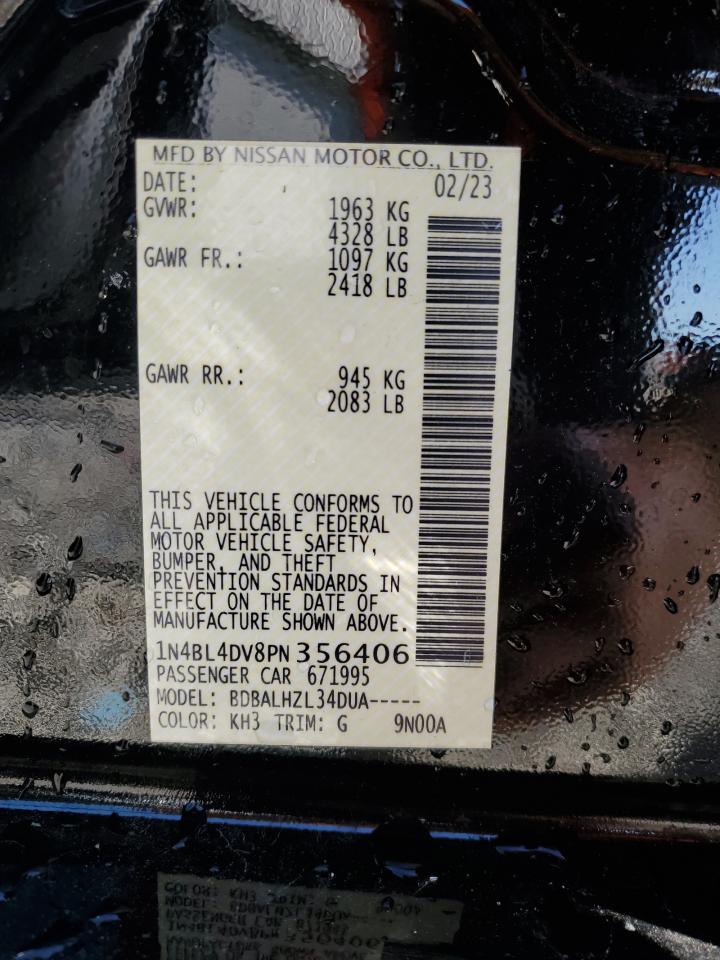 MFD BY NISSAN MOTOR CO., LTD.
DATE: 02/23
GVWR: 1963 KG
4328 LB
GAWR FR.: 1097 KG
2418 LB
GAWR RR.: 945 KG
2083 LB
THIS VEHICLE CONFORMS TO
ALL APPLICABLE FEDERAL
MOTOR VEHICLE SAFETY,
BUMPER, AND THEFT
PREVENTION STANDARDS IN
EFFECT ON THE DATE OF
MANUFACTURE SHOWN ABOVE.
1N4BL4DV8PN 356406
PASSENGER CAR 671995
MODEL: BDBALHZL34DUA-----
COLOR: KH3 TRIM: G 9N00A